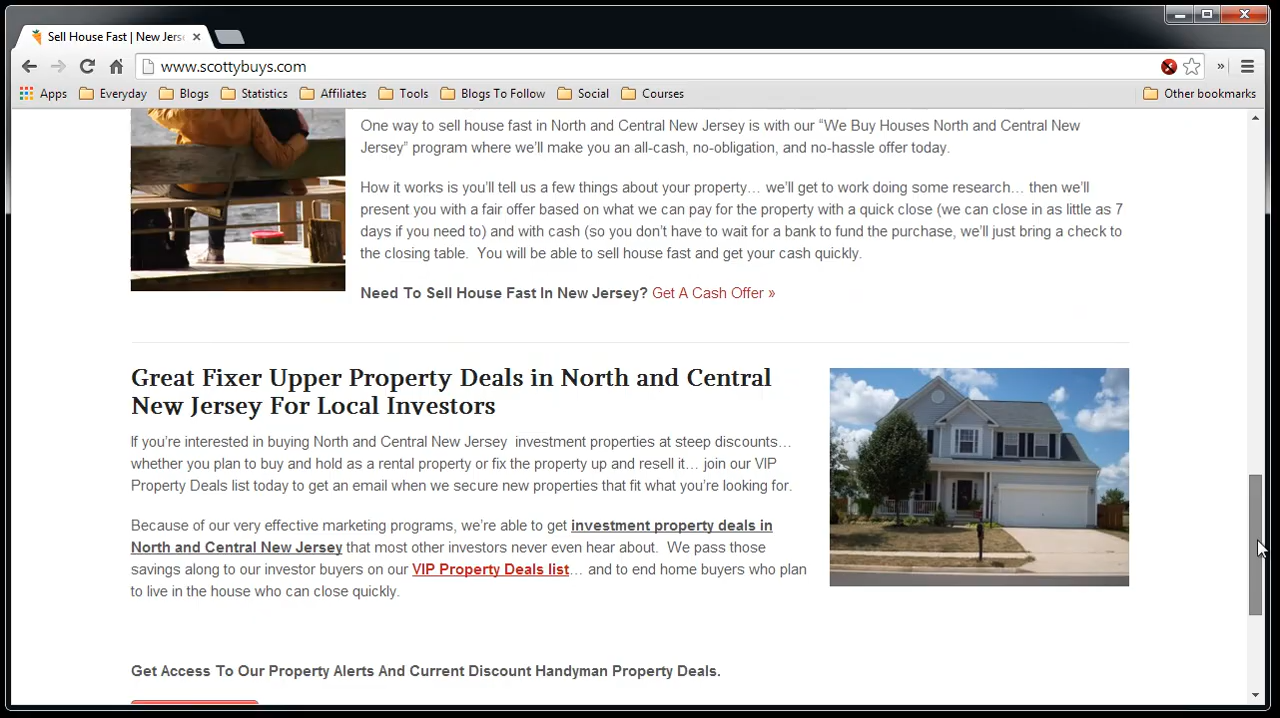 Sell House Fast | New Jers
www.scottybuys.com
Apps Everyday Blogs Statistics Affiliates Tools Blogs To Follow Social Courses Other bookmarks
One way to sell house fast in North and Central New Jersey is with our “We Buy Houses North and Central New
Jersey” program where we’ll make you an all-cash, no-obligation, and no-hassle offer today.
How it works is you’ll tell us a few things about your property… we’ll get to work doing some research… then we’ll
present you with a fair offer based on what we can pay for the property with a quick close (we can close in as little as 7
days if you need to) and with cash (so you don’t have to wait for a bank to fund the purchase, we’ll just bring a check to
the closing table. You will be able to sell house fast and get your cash quickly.
Need To Sell House Fast In New Jersey? Get A Cash Offer »
Great Fixer Upper Property Deals in North and Central
New Jersey For Local Investors
If you’re interested in buying North and Central New Jersey investment properties at steep discounts…
whether you plan to buy and hold as a rental property or fix the property up and resell it… join our VIP
Property Deals list today to get an email when we secure new properties that fit what you’re looking for.
Because of our very effective marketing programs, we’re able to get investment property deals in
North and Central New Jersey that most other investors never even hear about. We pass those
savings along to our investor buyers on our VIP Property Deals list… and to end home buyers who plan
to live in the house who can close quickly.
Get Access To Our Property Alerts And Current Discount Handyman Property Deals.